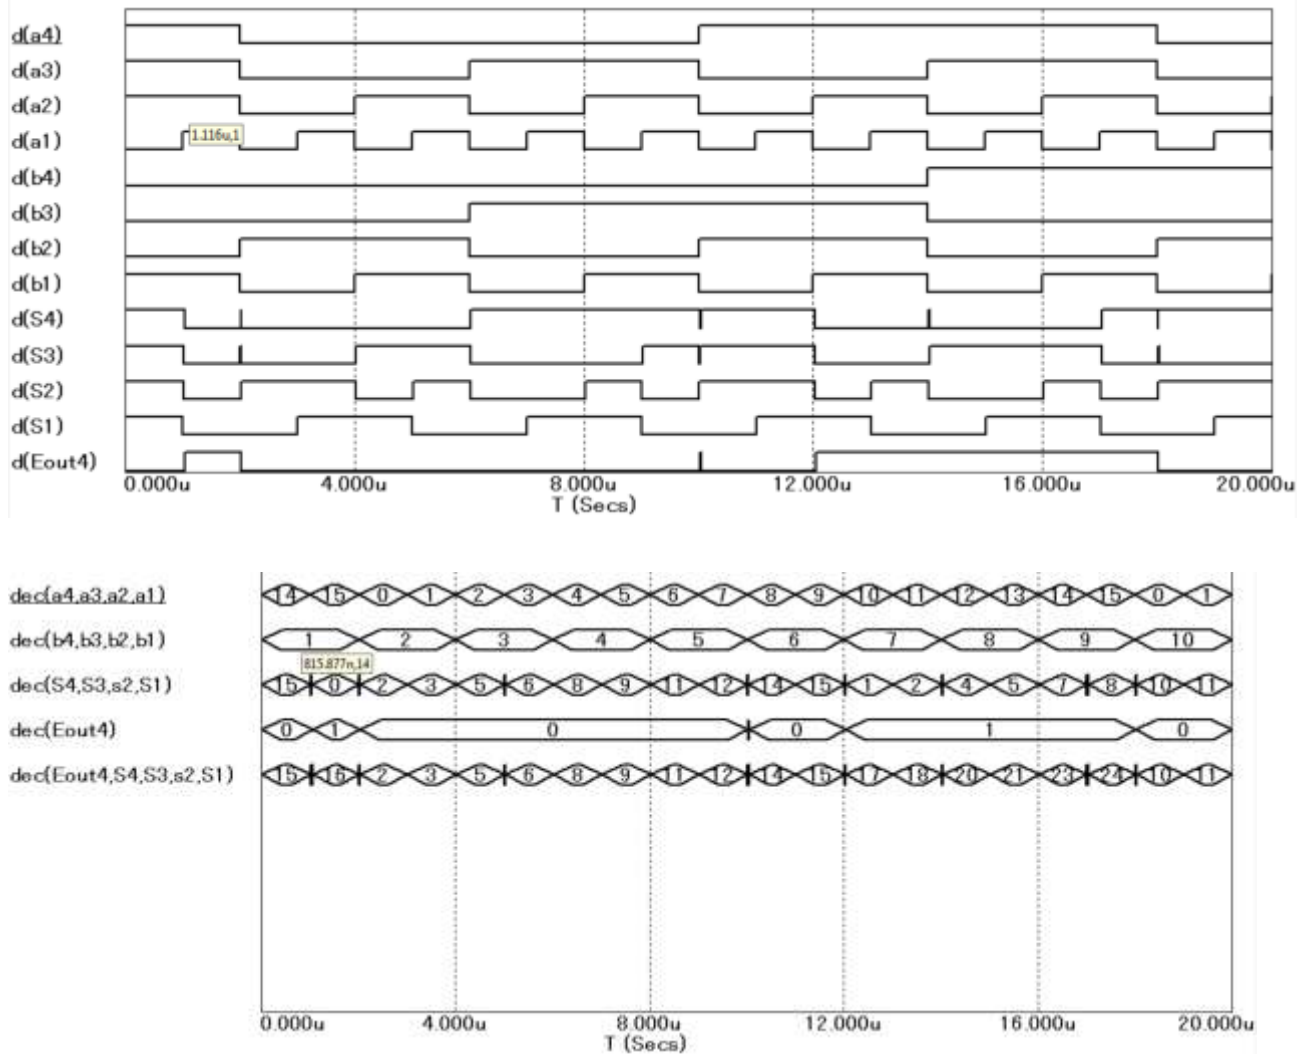 d(a4)
d(a3)
d(a2)
d(a1)
1.116u,1
d(b4)
d(b3)
d(b2)
d(b1)
d(S4)
d(S3)
d(S2)
d(S1)
d(Eout4)
0.000u 4.000u 8.000u 12.000u 16.000u 20.000u
T (Secs)
dec(a4,a3,a2,a1) 14 15 0 1 2 3 4 5 6 7 8 9 10 11 12 13 14 15 0 1
dec(b4,b3,b2,b1) 1 2 3 4 5 6 7 8 9 10
815.877n,14
dec(S4,S3,s2,S1) 15 0 2 3 5 6 8 9 11 12 14 15 1 2 4 5 7 8 10 11
dec(Eout4) 0 1 0 0 1 0
dec(Eout4,S4,S3,s2,S1) 15 16 2 3 5 6 8 9 11 12 14 15 17 18 20 21 23 24 10 11
0.000u 4.000u 8.000u 12.000u 16.000u 20.000u
T (Secs)